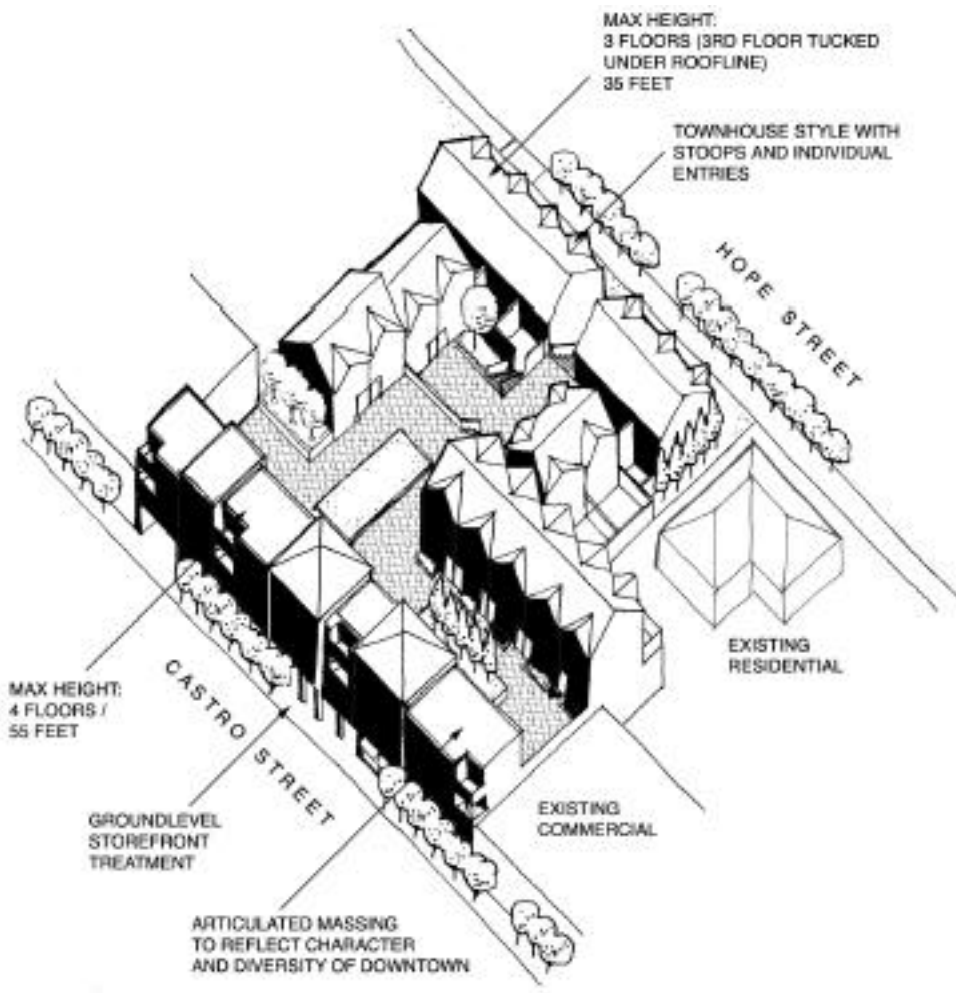 MAX HEIGHT:
3 FLOORS (3RD FLOOR TUCKED
UNDER ROOFLINE)
35 FEET
TOWNHOUSE STYLE WITH
STOOPS AND INDIVIDUAL
ENTRIES
HOPE STREET
EXISTING
RESIDENTIAL
MAX HEIGHT:
4 FLOORS /
55 FEET
CASTRO STREET
GROUNDLEVEL
STOREFRONT
TREATMENT
EXISTING
COMMERCIAL
ARTICULATED MASSING
TO REFLECT CHARACTER
AND DIVERSITY OF DOWNTOWN